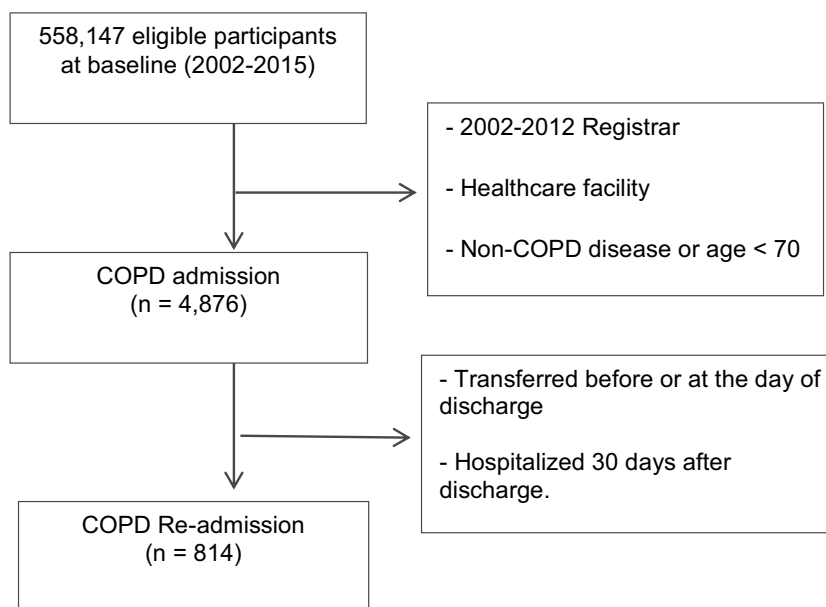 558,147 eligible participants
at baseline (2002-2015)
- 2002-2012 Registrar
- Healthcare facility
- Non-COPD disease or age < 70
COPD admission
(n = 4,876)
- Transferred before or at the day of
discharge
- Hospitalized 30 days after
discharge.
COPD Re-admission
(n = 814)